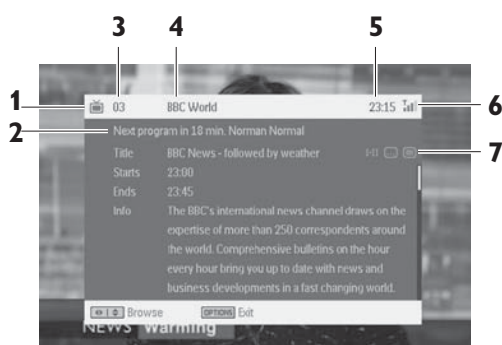 3 4 5
1 03 BBC World 23:15 6
2 Next program in 18 min. Norman Normal
Title BBC News - followed by weather 7
Starts 23:00
Ends 23:45
Info The BBC's international news channel draws on the
expertise of more than 250 correspondents around
the world. Comprehensive bulletins on the hour
every hour bring you up to date with news and
business developments in a fast changing world.
Browse OPTIONS Exit
NEWS Warming